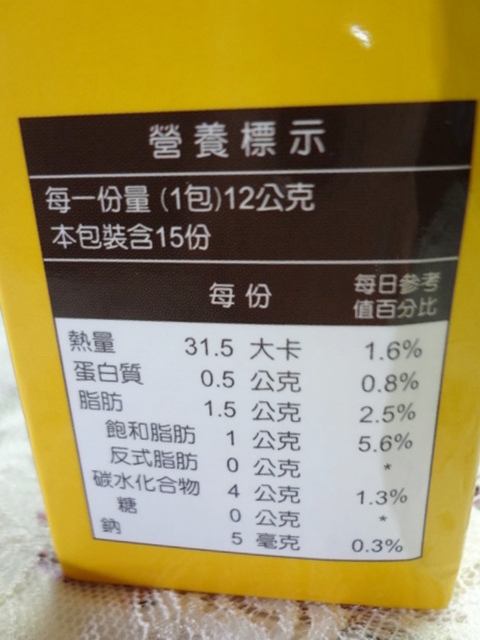 營養標示
每一份量 (1包)12公克
本包裝含15份
每份 每日參考
值百分比
熱量 31.5 大卡 1.6%
蛋白質 0.5 公克 0.8%
脂肪 1.5 公克 2.5%
飽和脂肪 1 公克 5.6%
反式脂肪 0 公克 *
碳水化合物 4 公克 1.3%
糖 0 公克 *
鈉 5 毫克 0.3%